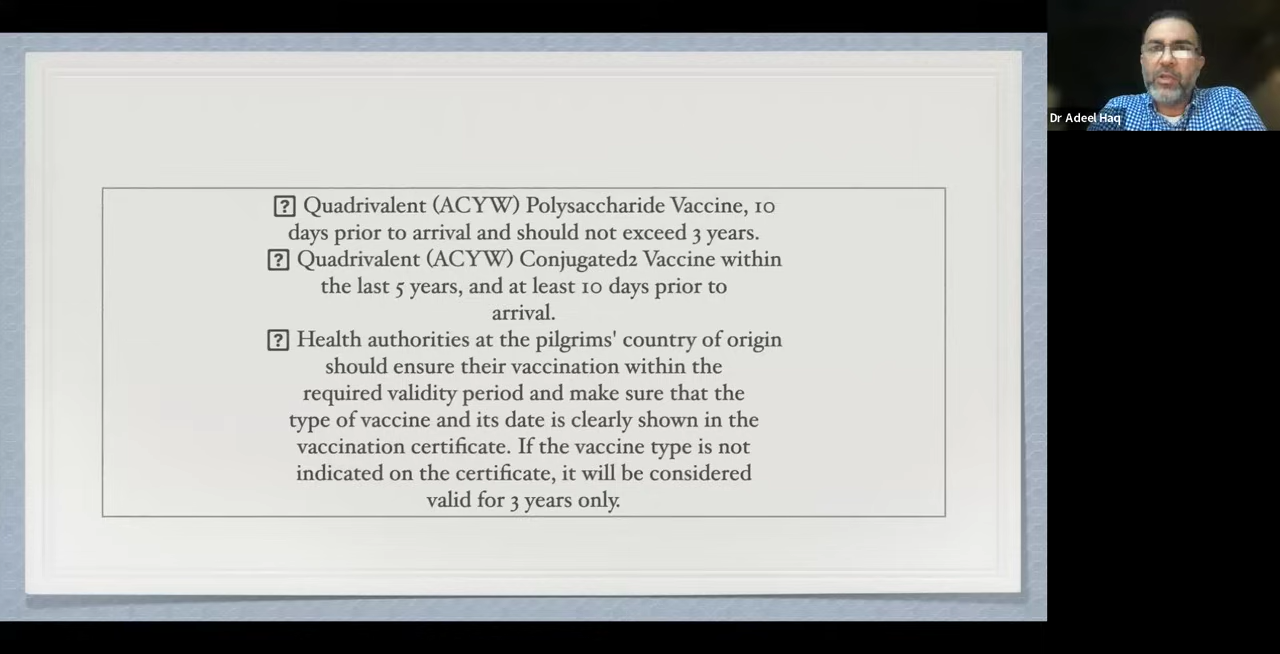 ⍰ Quadrivalent (ACYW) Polysaccharide Vaccine, 10
days prior to arrival and should not exceed 3 years.
⍰ Quadrivalent (ACYW) Conjugated2 Vaccine within
the last 5 years, and at least 10 days prior to
arrival.
⍰ Health authorities at the pilgrims' country of origin
should ensure their vaccination within the
required validity period and make sure that the
type of vaccine and its date is clearly shown in the
vaccination certificate. If the vaccine type is not
indicated on the certificate, it will be considered
valid for 3 years only.
Dr Adeel Haq